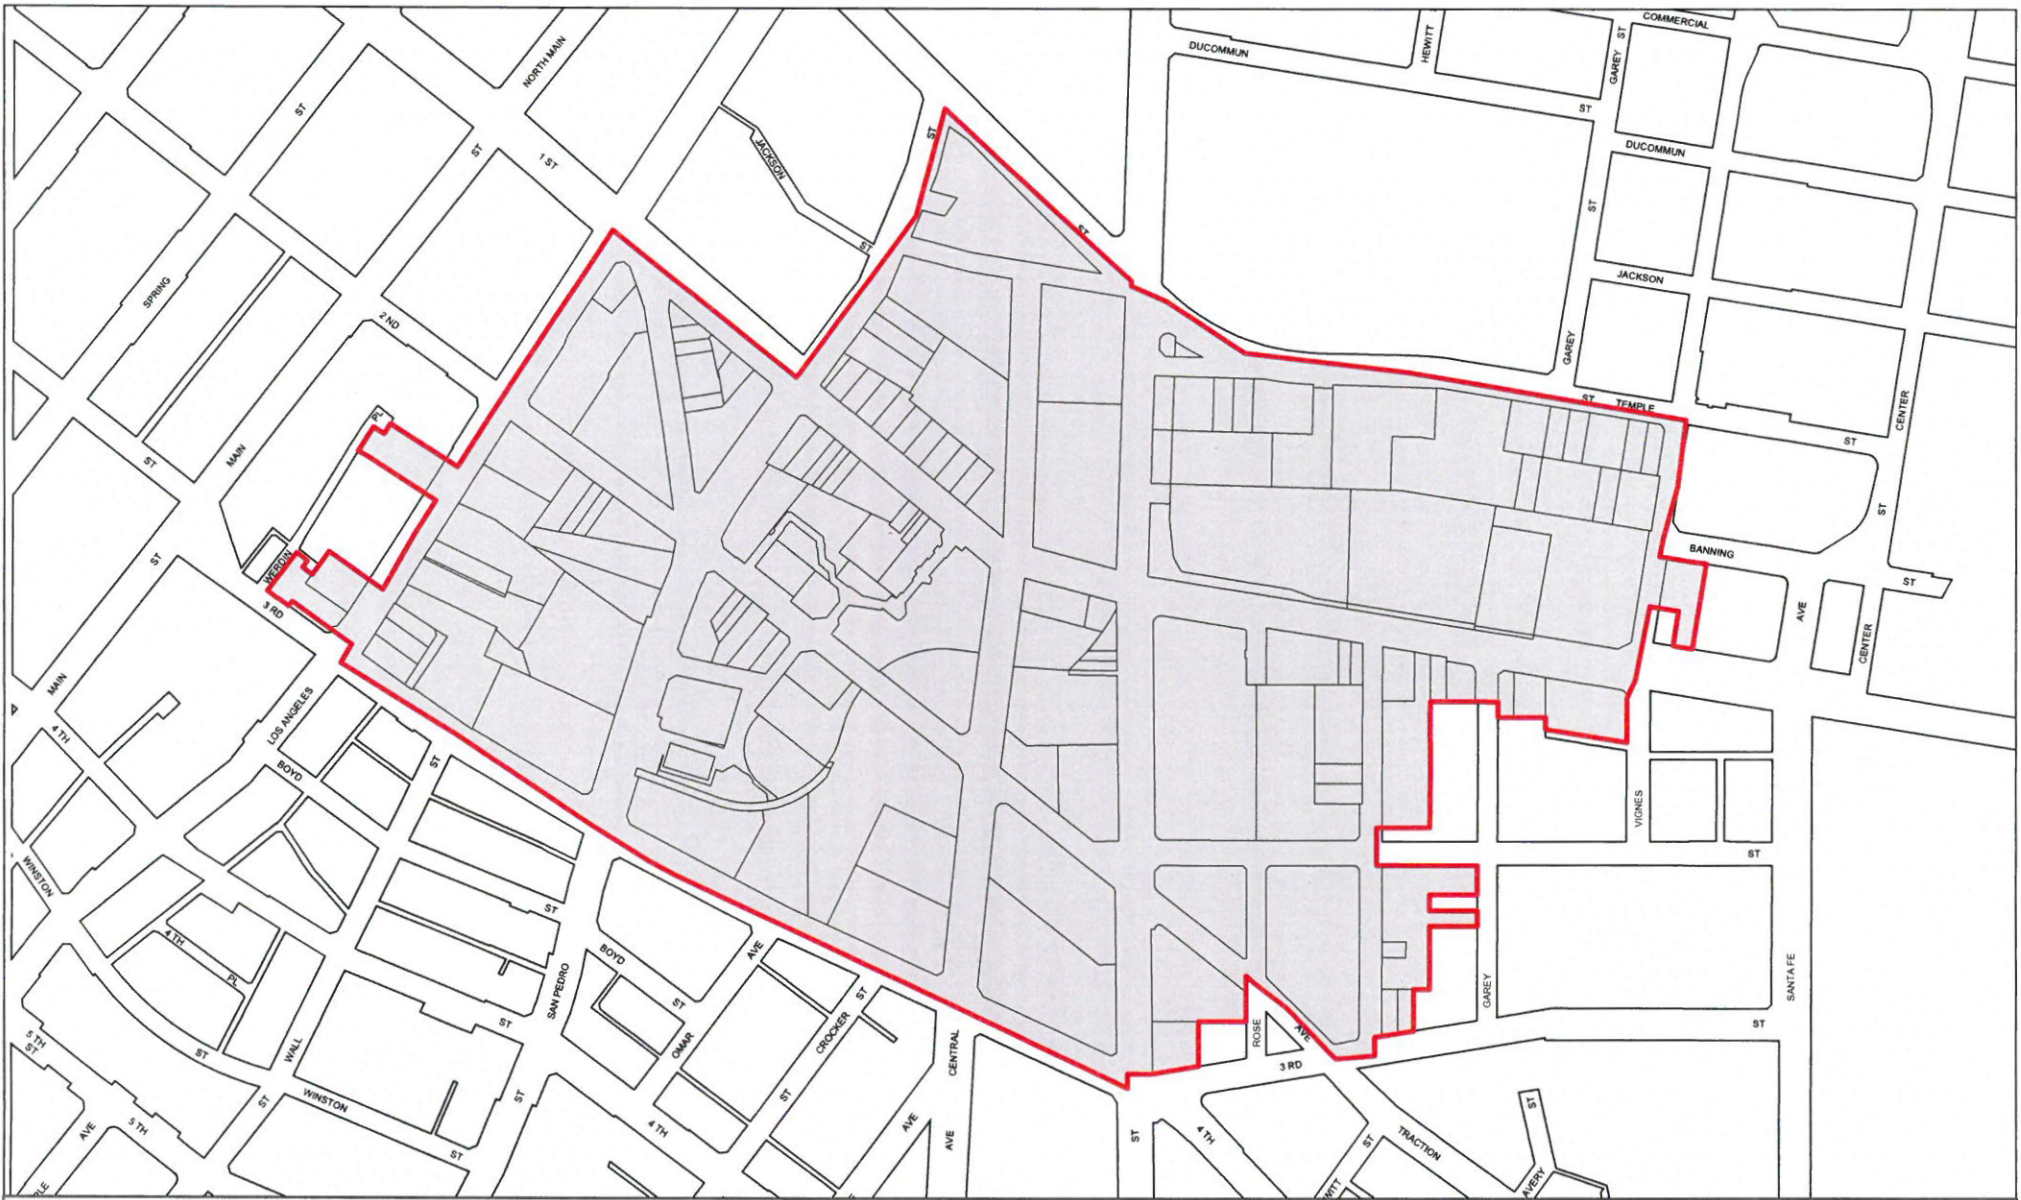 COMMERCIAL
DUCOMMUN
HEWITT
GAREY
ST
NORTH MAIN
ST
ST
ST
1 ST
JACKSON
ST
DUCOMMUN
ST
ST
ST
JACKSON
SPRING
2 ND
GAREY
ST
TEMPLE
CENTER
PL
MAIN
ST
ST
ST
BANNING
ST
ST
WERDIN
3 RD
AVE
CENTER
MAIN
LOS ANGELES
4 TH
BOYD
ST
VIGNES
ST
WINSTON
ST
4 TH
PL
BOYD
AVE
ST
SAN PEDRO
ST
CROCKER
ST
OMAR
GAREY
SANTA FE
ST
ROSE
AVE
3 RD
CENTRAL
5 TH
ST
ST
WALL
WINSTON
ST
ST
ST
AVE
5 TH
ST
4 TH
AVE
AVE
ST
4 TH
ST
TRACTION
ST
AVERY